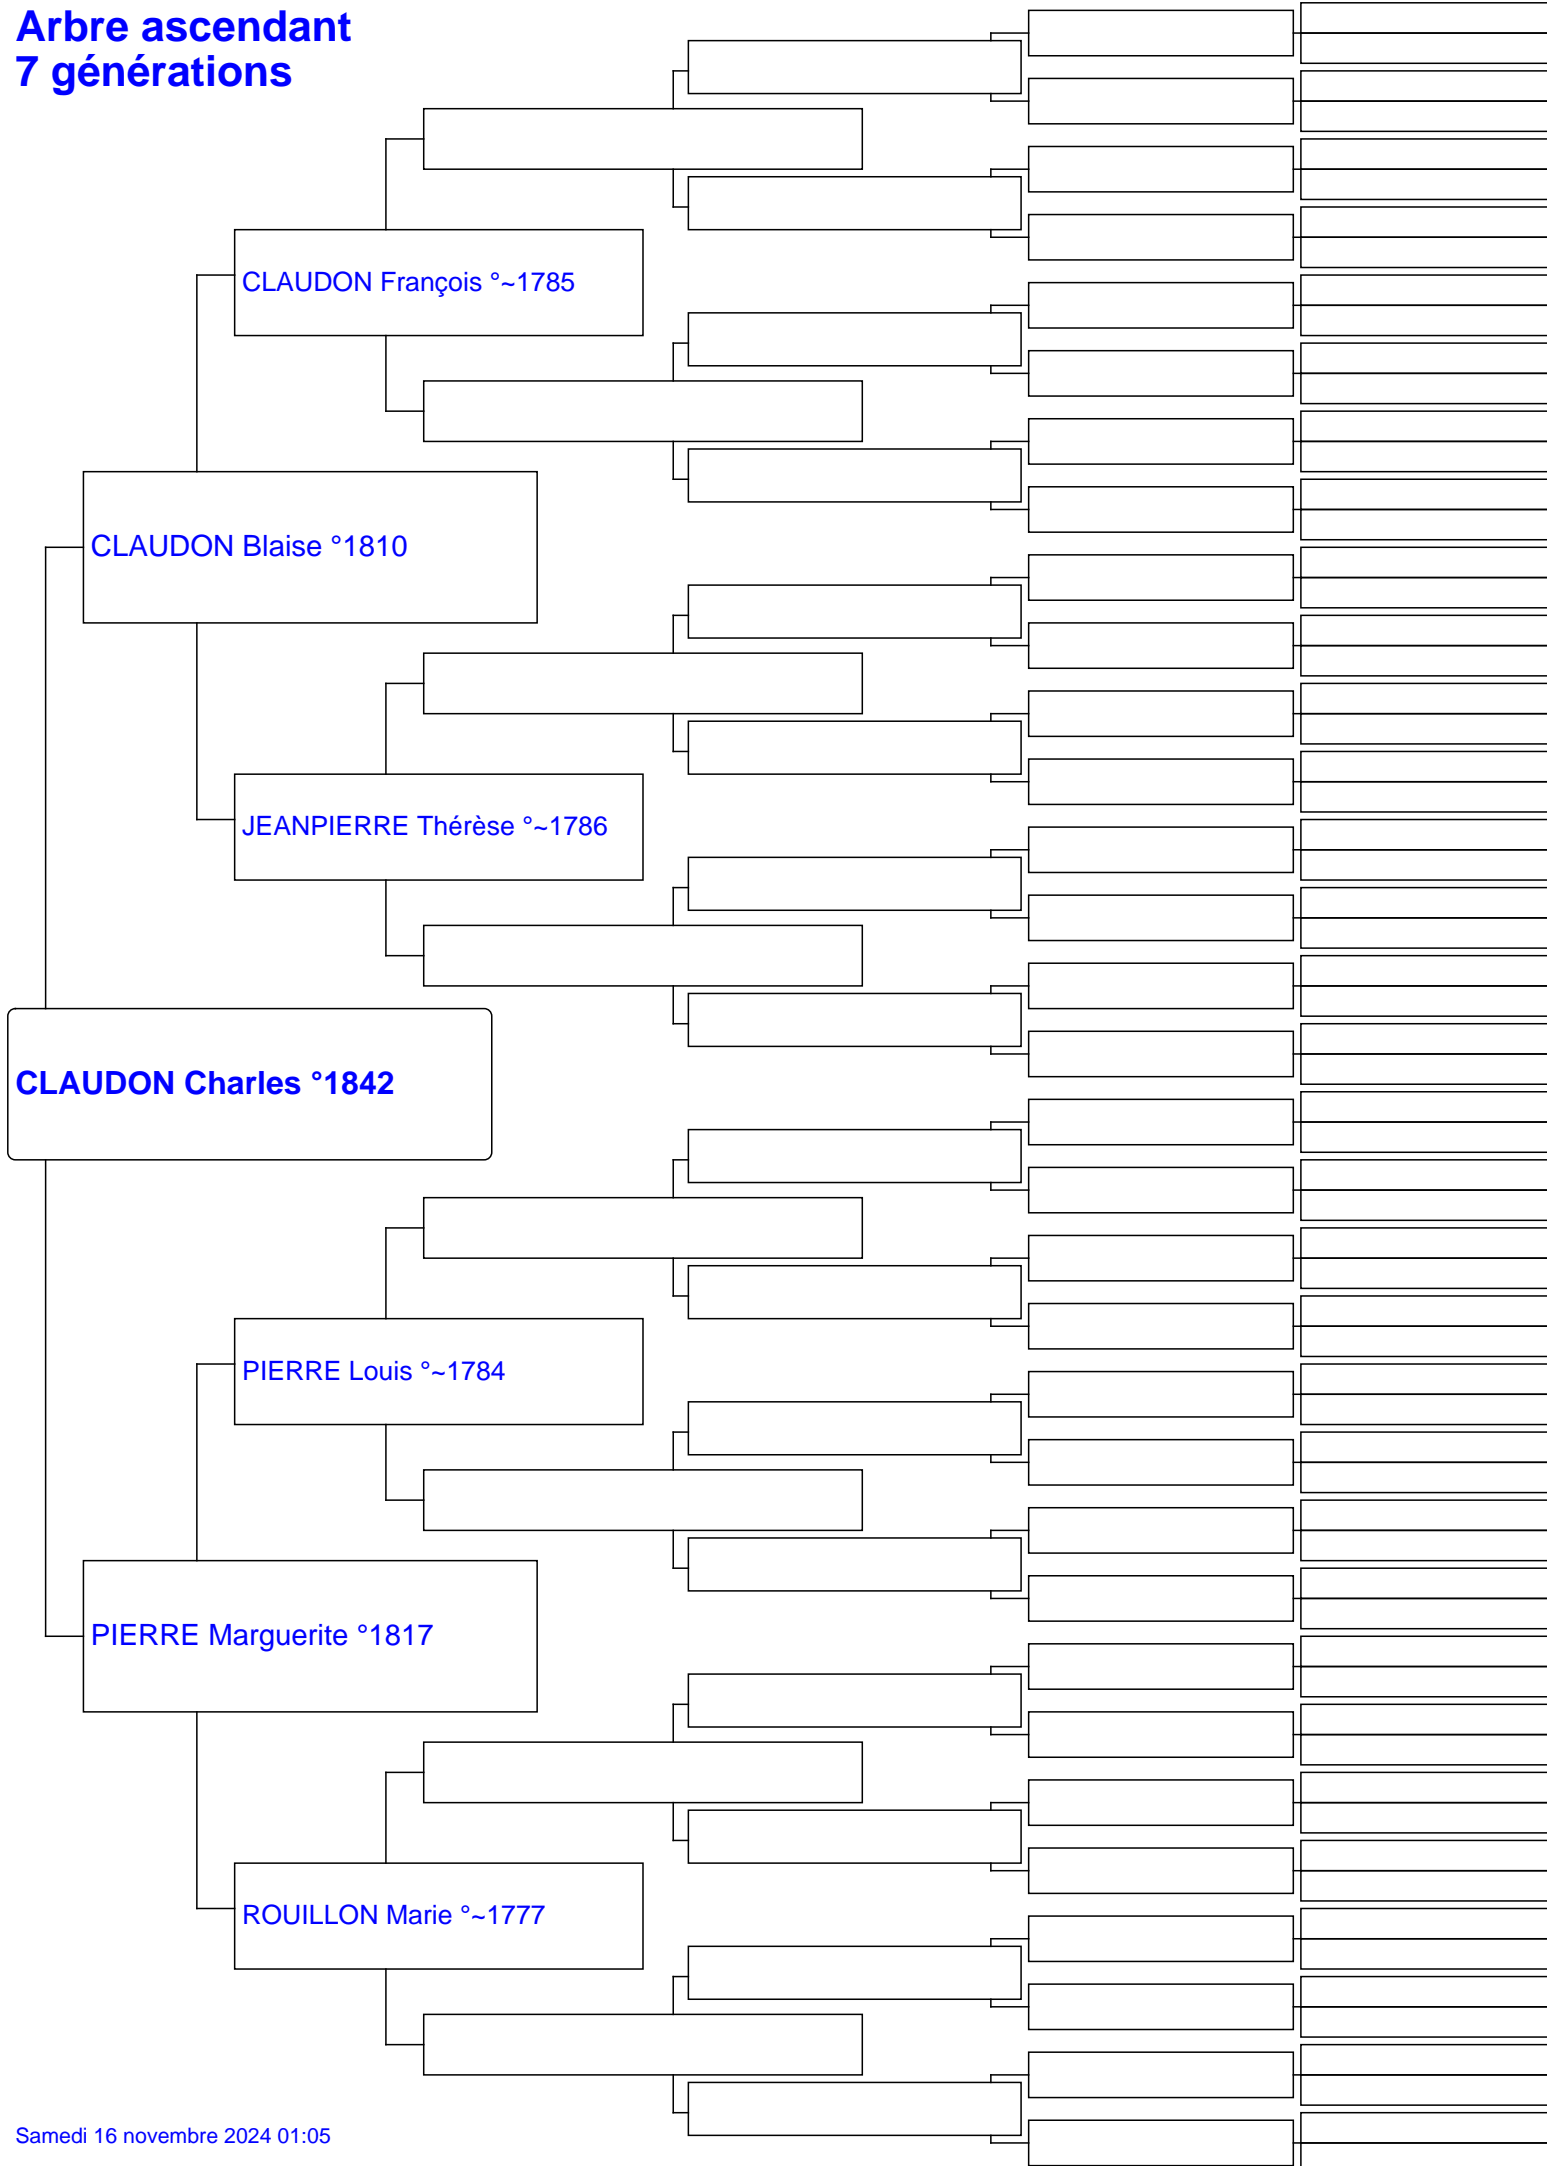 Arbre ascendant
7 générations
CLAUDON François °~1785
CLAUDON Blaise °1810
JEANPIERRE Thérèse °~1786
CLAUDON Charles °1842
PIERRE Louis °~1784
PIERRE Marguerite °1817
ROUILLON Marie °~1777
Samedi 16 novembre 2024 01:05